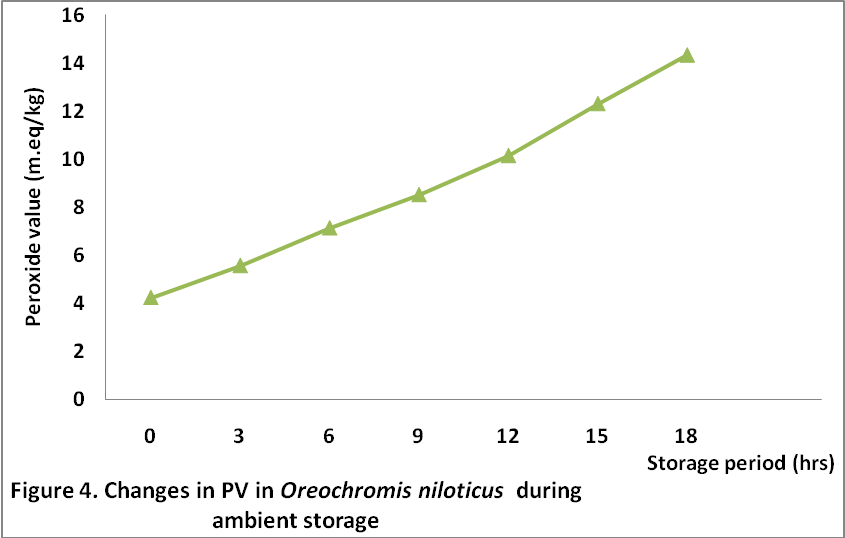 16
14
12
10
8
6
4
2
0
Peroxide value (m.eq/kg)
0 3 6 9 12 15 18
Storage period (hrs)
Figure 4. Changes in PV in Oreochromis niloticus during
ambient storage